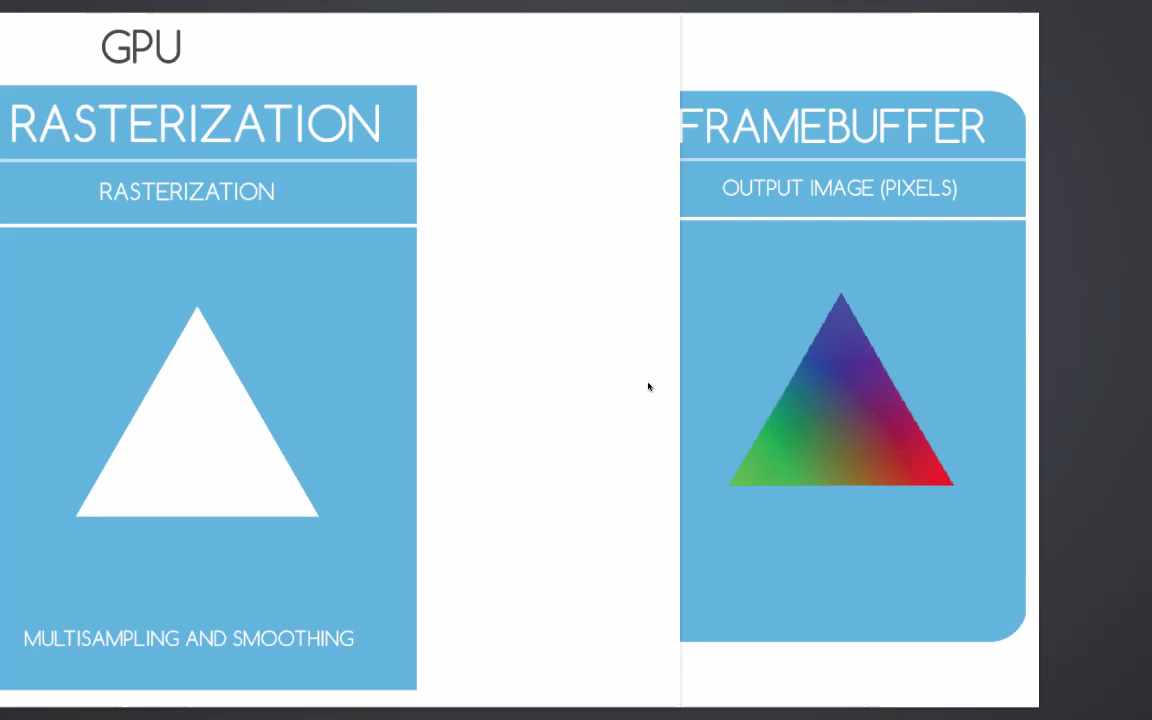 GPU
RASTERIZATION
RASTERIZATION
MULTISAMPLING AND SMOOTHING
FRAMEBUFFER
OUTPUT IMAGE (PIXELS)